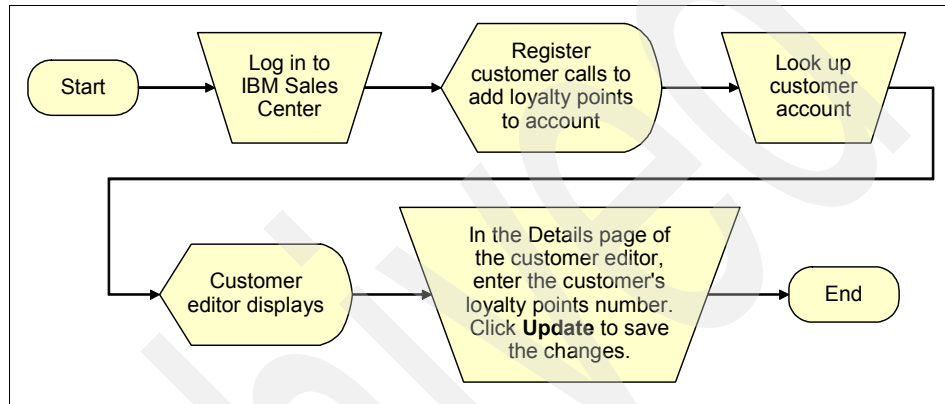 Start
Log in to
IBM Sales
Center
Register
customer calls to
add loyalty points
to account
Look up
customer
account
Customer
editor displays
In the Details page of
the customer editor,
enter the customer's
loyalty points number.
Click Update to save
the changes.
End